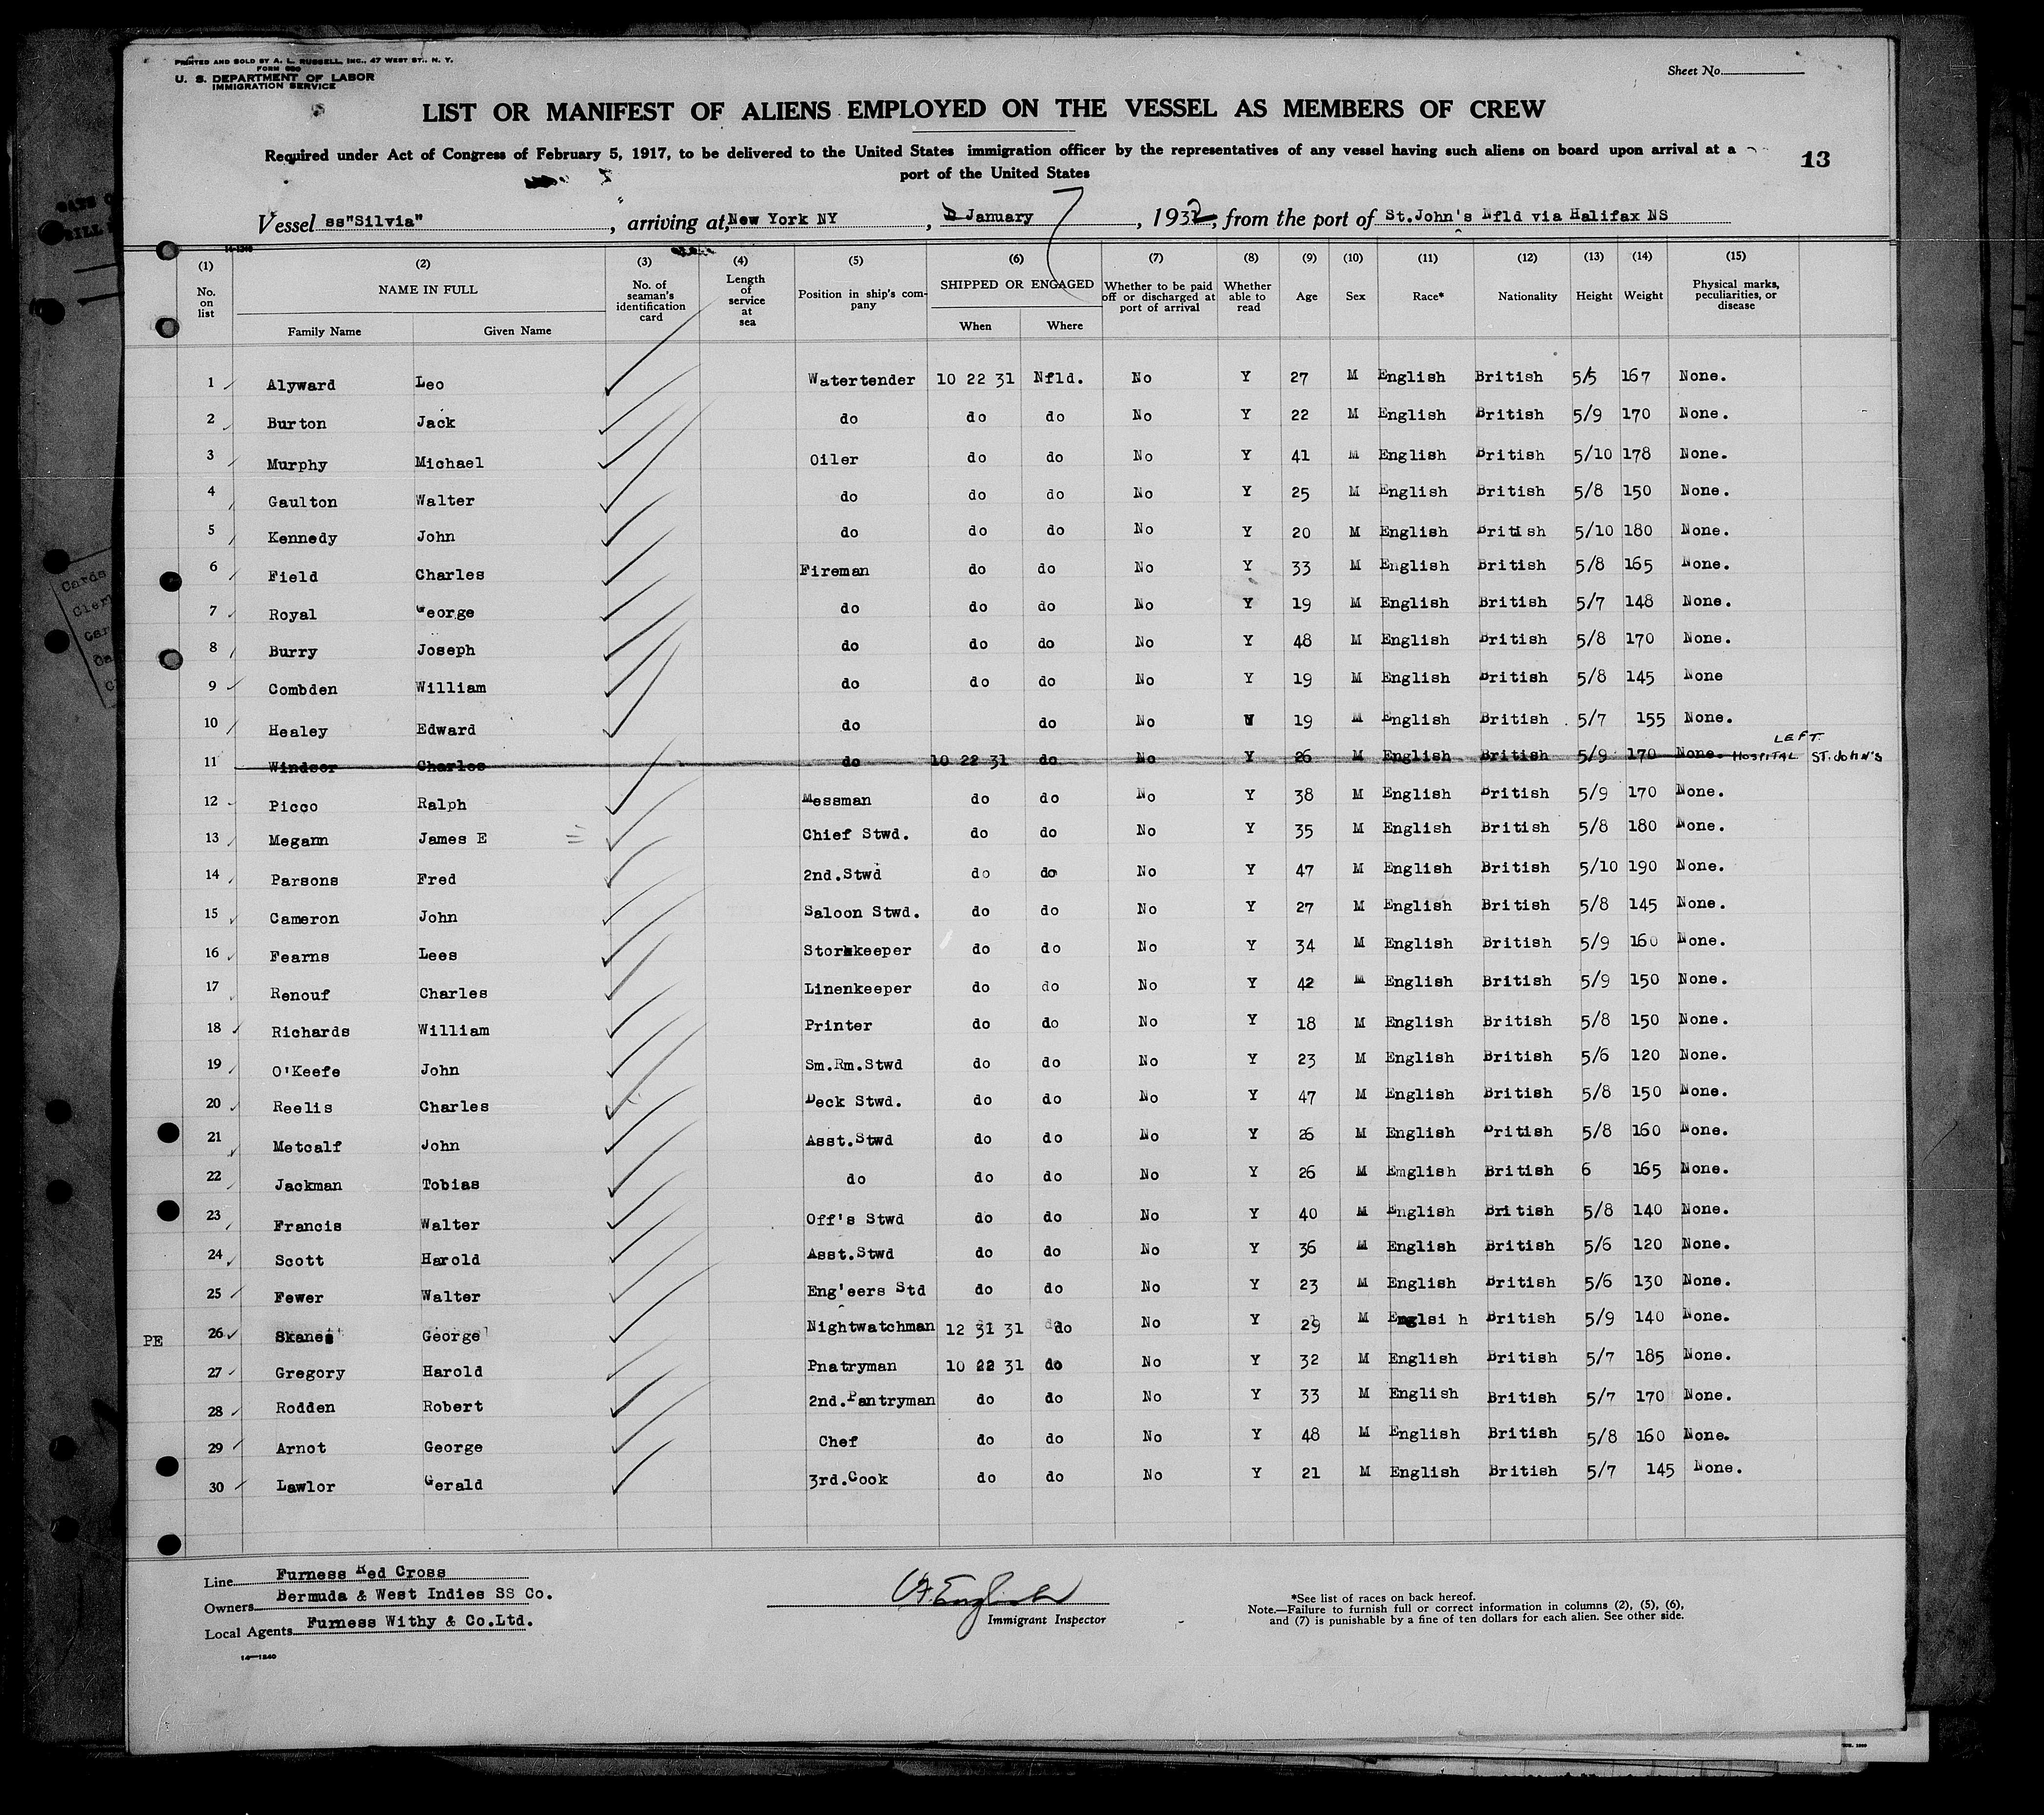 PRINTED AND SOLD BY A. L. RUSSELL, INC., 47 WEST ST., N. Y.
FORM 680
U. S. DEPARTMENT OF LABOR
IMMIGRATION SERVICE
Sheet No.
LIST OR MANIFEST OF ALIENS EMPLOYED ON THE VESSEL AS MEMBERS OF CREW
Required under Act of Congress of February 5, 1917, to be delivered to the United States immigration officer by the representatives of any vessel having such aliens on board upon arrival at a
port of the United States
13
Vessel ss"Silvia", arriving at, New York NY, January 7, 1932, from the port of St.John's Nfld via Halifax NS
14-1240
(1) (2) (3) (4) (5) (6) (7) (8) (9) (10) (11) (12) (13) (14) (15)
No. on list NAME IN FULL Family Name Given Name No. of seaman's identification card Length of service at sea Position in ship's company SHIPPED OR ENGAGED When Where Whether to be paid off or discharged at port of arrival Whether able to read Age Sex Race* Nationality Height Weight Physical marks, peculiarities, or disease
1 Alyward Leo Watertender 10 22 31 Nfld. No Y 27 M English British 5/5 167 None.
2 Burton Jack do do do No Y 22 M English British 5/9 170 None.
3 Murphy Michael Oiler do do No Y 41 M English British 5/10 178 None.
4 Gaulton Walter do do do No Y 25 M English British 5/8 150 None.
5 Kennedy John do do do No Y 20 M English British 5/10 180 None.
6 Field Charles Fireman do do No Y 33 M English British 5/8 165 None.
7 Royal George do do do No Y 19 M English British 5/7 148 None.
8 Burry Joseph do do do No Y 48 M English British 5/8 170 None.
9 Combden William do do do No Y 19 M English British 5/8 145 None
10 Healey Edward do do No Y 19 M English British 5/7 155 None.
11 Windsor Charles do 10 22 31 do No Y 26 M English British 5/9 170 None. LEFT HOSPITAL ST. JOHN'S
12 Picco Ralph Messman do do No Y 38 M English British 5/9 170 None.
13 Megann James E Chief Stwd. do do No Y 35 M English British 5/8 180 None.
14 Parsons Fred 2nd.Stwd do do No Y 47 M English British 5/10 190 None.
15 Cameron John Saloon Stwd. do do No Y 27 M English British 5/8 145 None.
16 Fearns Lees Storekeeper do do No Y 34 M English British 5/9 160 None.
17 Renouf Charles Linenkeeper do do No Y 42 M English British 5/9 150 None.
18 Richards William Printer do do No Y 18 M English British 5/8 150 None.
19 O'Keefe John Sm.Rm.Stwd do do No Y 23 M English British 5/6 120 None.
20 Reelis Charles Deck Stwd. do do No Y 47 M English British 5/8 150 None.
21 Metcalf John Asst.Stwd do do No Y 26 M English British 5/8 160 None.
22 Jackman Tobias do do do No Y 26 M Emglish British 6 165 None.
23 Francis Walter Off's Stwd do do No Y 40 M English British 5/8 140 None.
24 Scott Harold Asst.Stwd do do No Y 36 M English British 5/6 120 None.
25 Fewer Walter Eng'eers Std do do No Y 23 M English British 5/6 130 None.
PE 26 Skanes George Nightwatchman 12 31 31 do No Y 29 M Englsi h British 5/9 140 None.
27 Gregory Harold Pnatryman 10 22 31 do No Y 32 M English British 5/7 185 None.
28 Rodden Robert 2nd.Pantryman do do No Y 33 M English British 5/7 170 None.
29 Arnot George Chef do do No Y 48 M English British 5/8 160 None.
30 Lawlor Gerald 3rd.Cook do do No Y 21 M English British 5/7 145 None.
Line Furness Red Cross
Owners Bermuda & West Indies SS Co.
Local Agents Furness Withy & Co.Ltd.
14—1240
English
Immigrant Inspector
*See list of races on back hereof.
Note.—Failure to furnish full or correct information in columns (2), (5), (6),
and (7) is punishable by a fine of ten dollars for each alien. See other side.